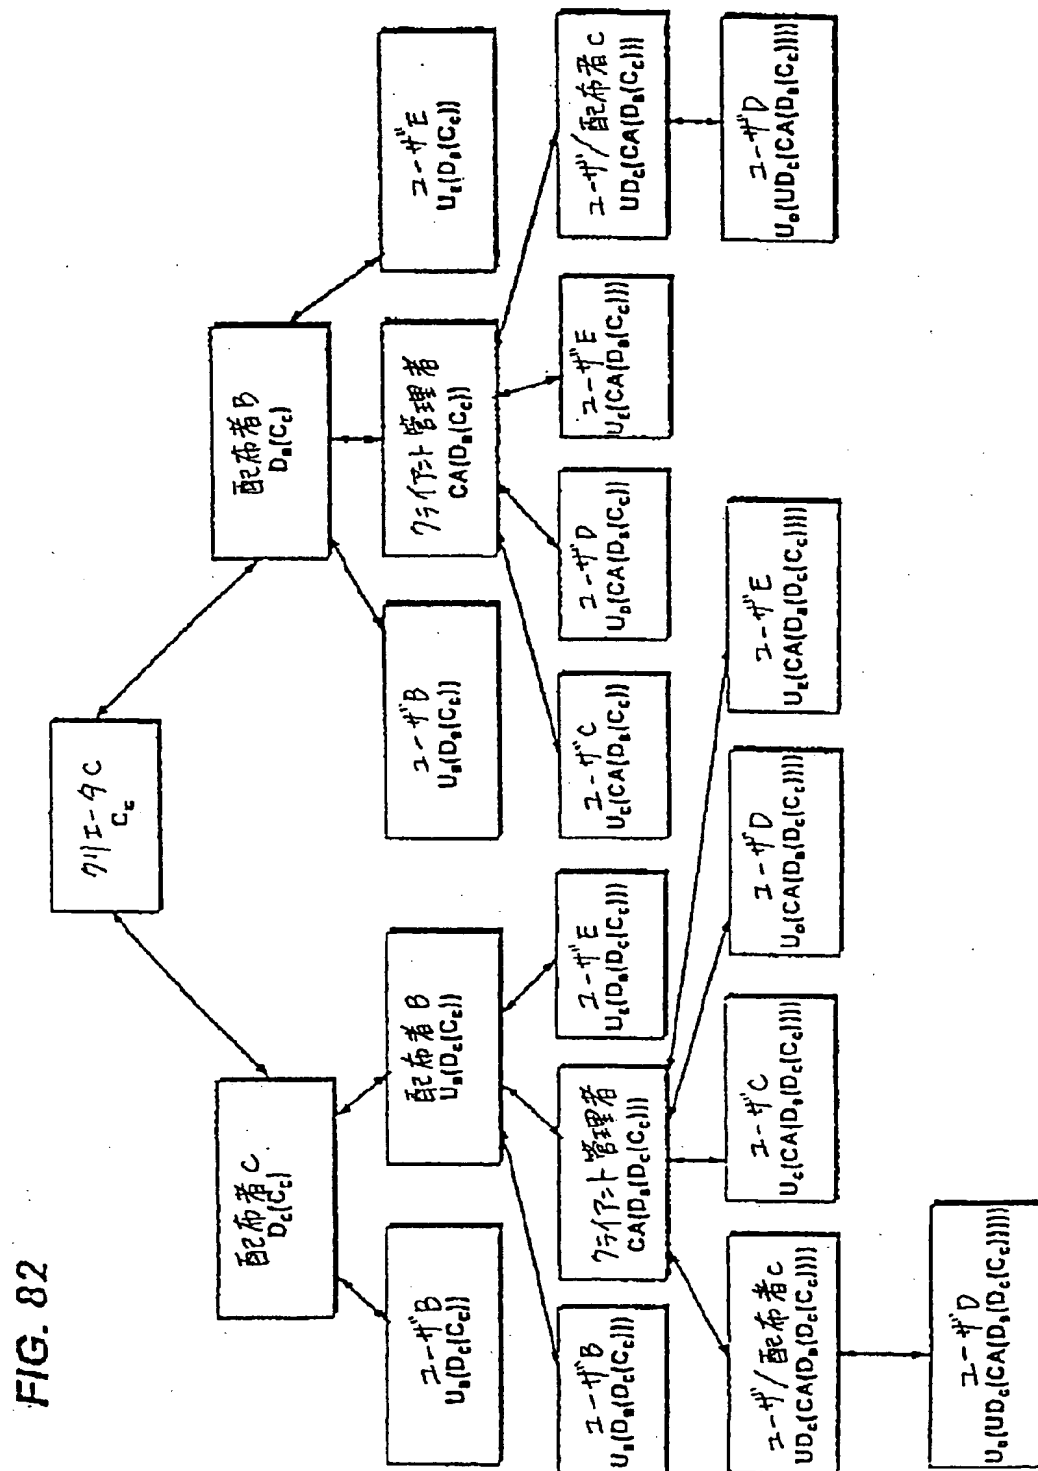 FIG. 82
クリエータC
Cc
配布者C
Dc(Cc)
配布者B
DB(Cc)
ユーザB
UB(Dc(Cc))
配布者B
UB(Dc(Cc))
ユーザB
UB(DB(Cc))
クライアント管理者
CA(DB(Cc))
ユーザE
UE(DB(Cc))
ユーザB
UB(DB(Dc(Cc)))
クライアント管理者
CA(DB(Dc(Cc)))
ユーザE
UE(DB(Dc(Cc)))
ユーザC
Uc(CA(DB(Cc))
ユーザD
UD(CA(DB(Cc))
ユーザE
UE(CA(DB(Cc)))
ユーザ/配布者C
UDc(CA(DB(Cc)))
ユーザ/配布者C
UDc(CA(DB(Dc(Cc))))
ユーザC
Uc(CA(DB(Dc(Cc))))
ユーザD
UD(CA(DB(Dc(Cc))))
ユーザE
UE(CA(DB(Dc(Cc))))
ユーザD
UD(UDc(CA(DB(Cc))))
ユーザD
UD(UDc(CA(DB(Dc(Cc)))))